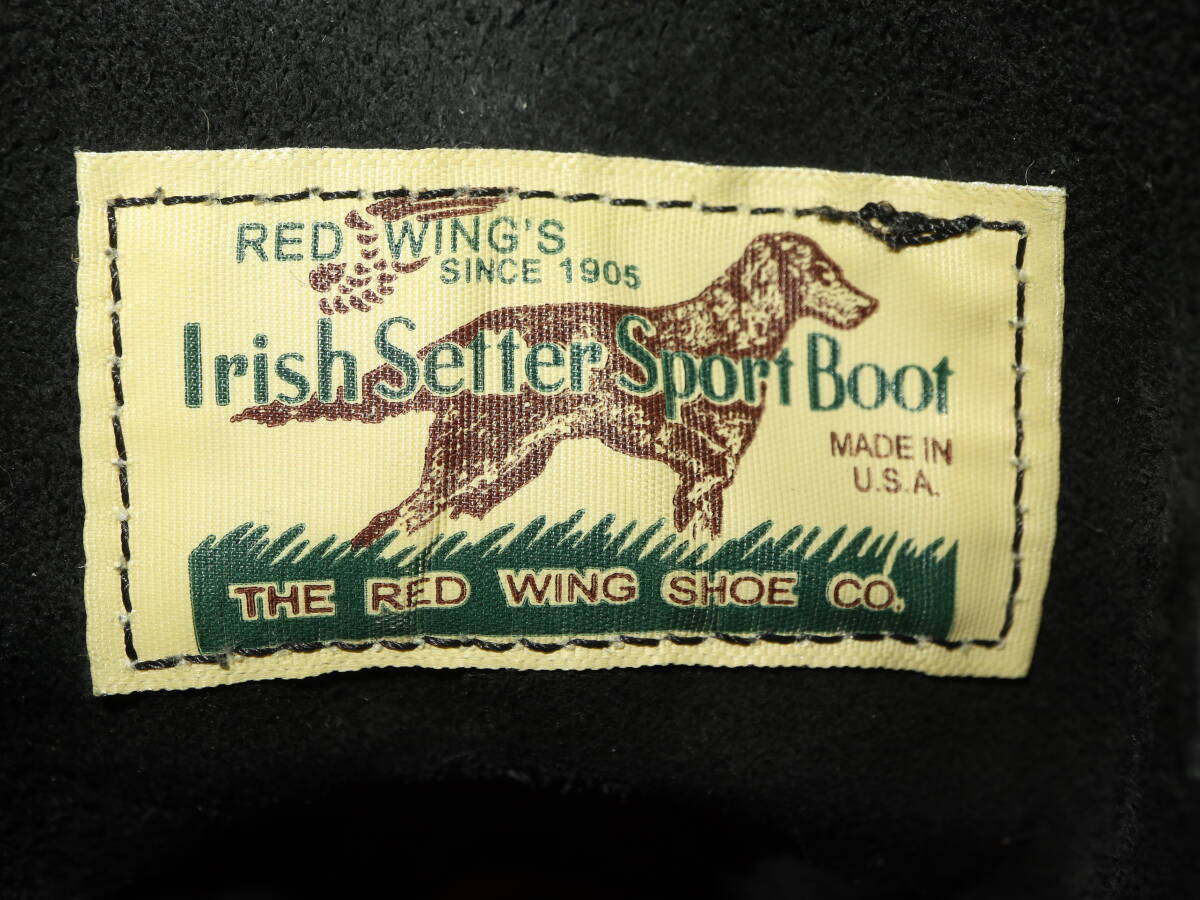 RED WING'S
SINCE 1905
Irish Setter Sport Boot
MADE IN
U.S.A.
THE RED WING SHOE CO.